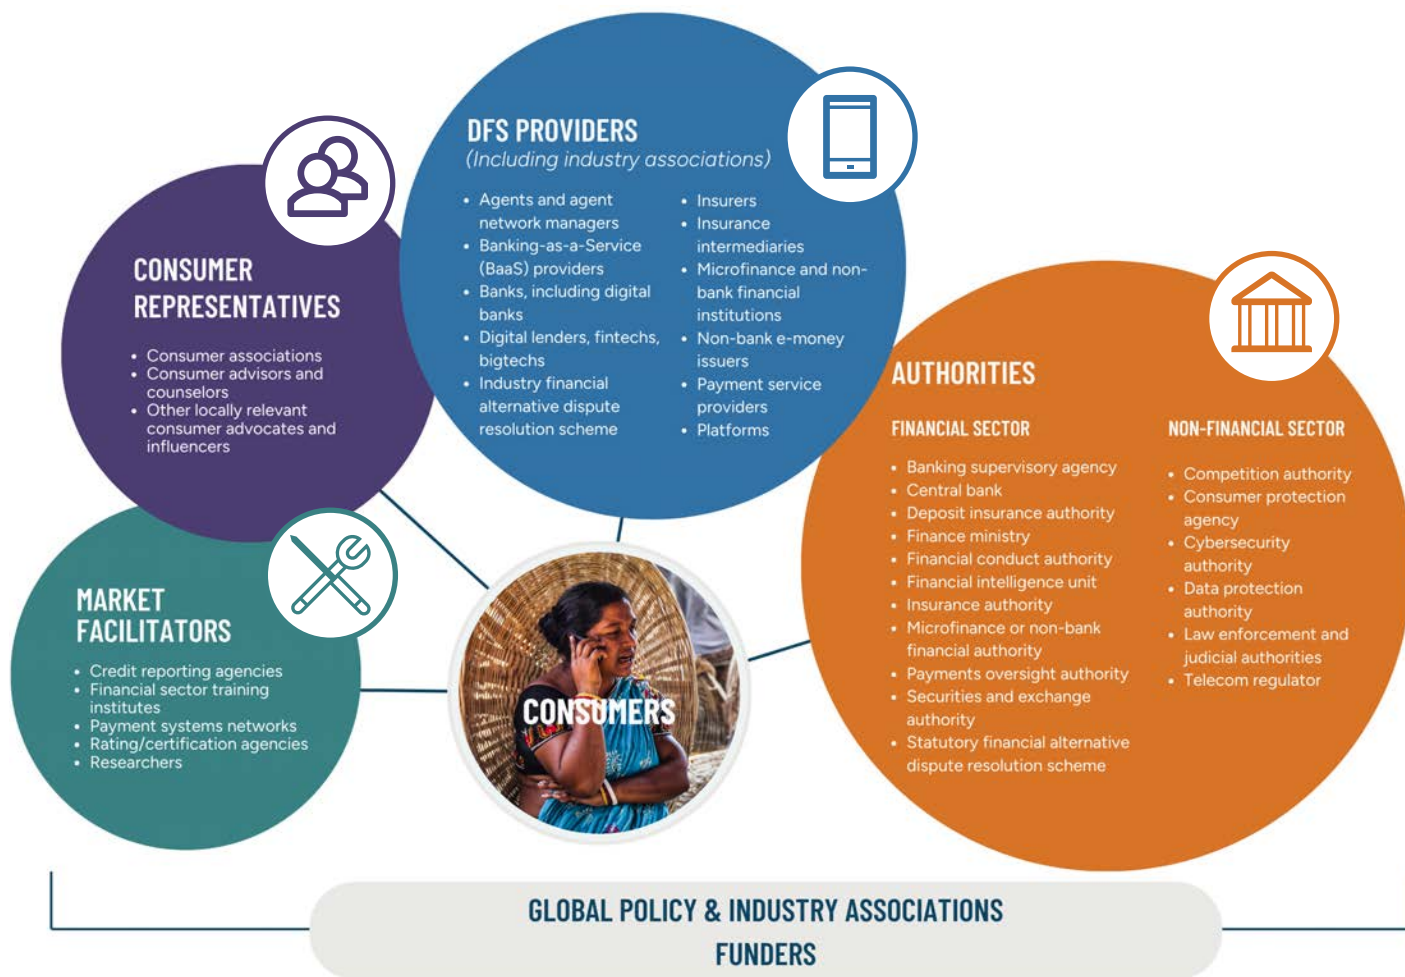 DFS PROVIDERS
(Including industry associations)
• Agents and agent
network managers
• Banking-as-a-Service
(BaaS) providers
• Banks, including digital
banks
• Digital lenders, fintechs,
bigtechs
• Industry financial
alternative dispute
resolution scheme
• Insurers
• Insurance
intermediaries
• Microfinance and non-
bank financial
institutions
• Non-bank e-money
issuers
• Payment service
providers
• Platforms
CONSUMER
REPRESENTATIVES
• Consumer associations
• Consumer advisors and
counselors
• Other locally relevant
consumer advocates and
influencers
AUTHORITIES
FINANCIAL SECTOR
• Banking supervisory agency
• Central bank
• Deposit insurance authority
• Finance ministry
• Financial conduct authority
• Financial intelligence unit
• Insurance authority
• Microfinance or non-bank
financial authority
• Payments oversight authority
• Securities and exchange
authority
• Statutory financial alternative
dispute resolution scheme
NON-FINANCIAL SECTOR
• Competition authority
• Consumer protection
agency
• Cybersecurity
authority
• Data protection
authority
• Law enforcement and
judicial authorities
• Telecom regulator
MARKET
FACILITATORS
• Credit reporting agencies
• Financial sector training
institutes
• Payment systems networks
• Rating/certification agencies
• Researchers
CONSUMERS
GLOBAL POLICY & INDUSTRY ASSOCIATIONS
FUNDERS